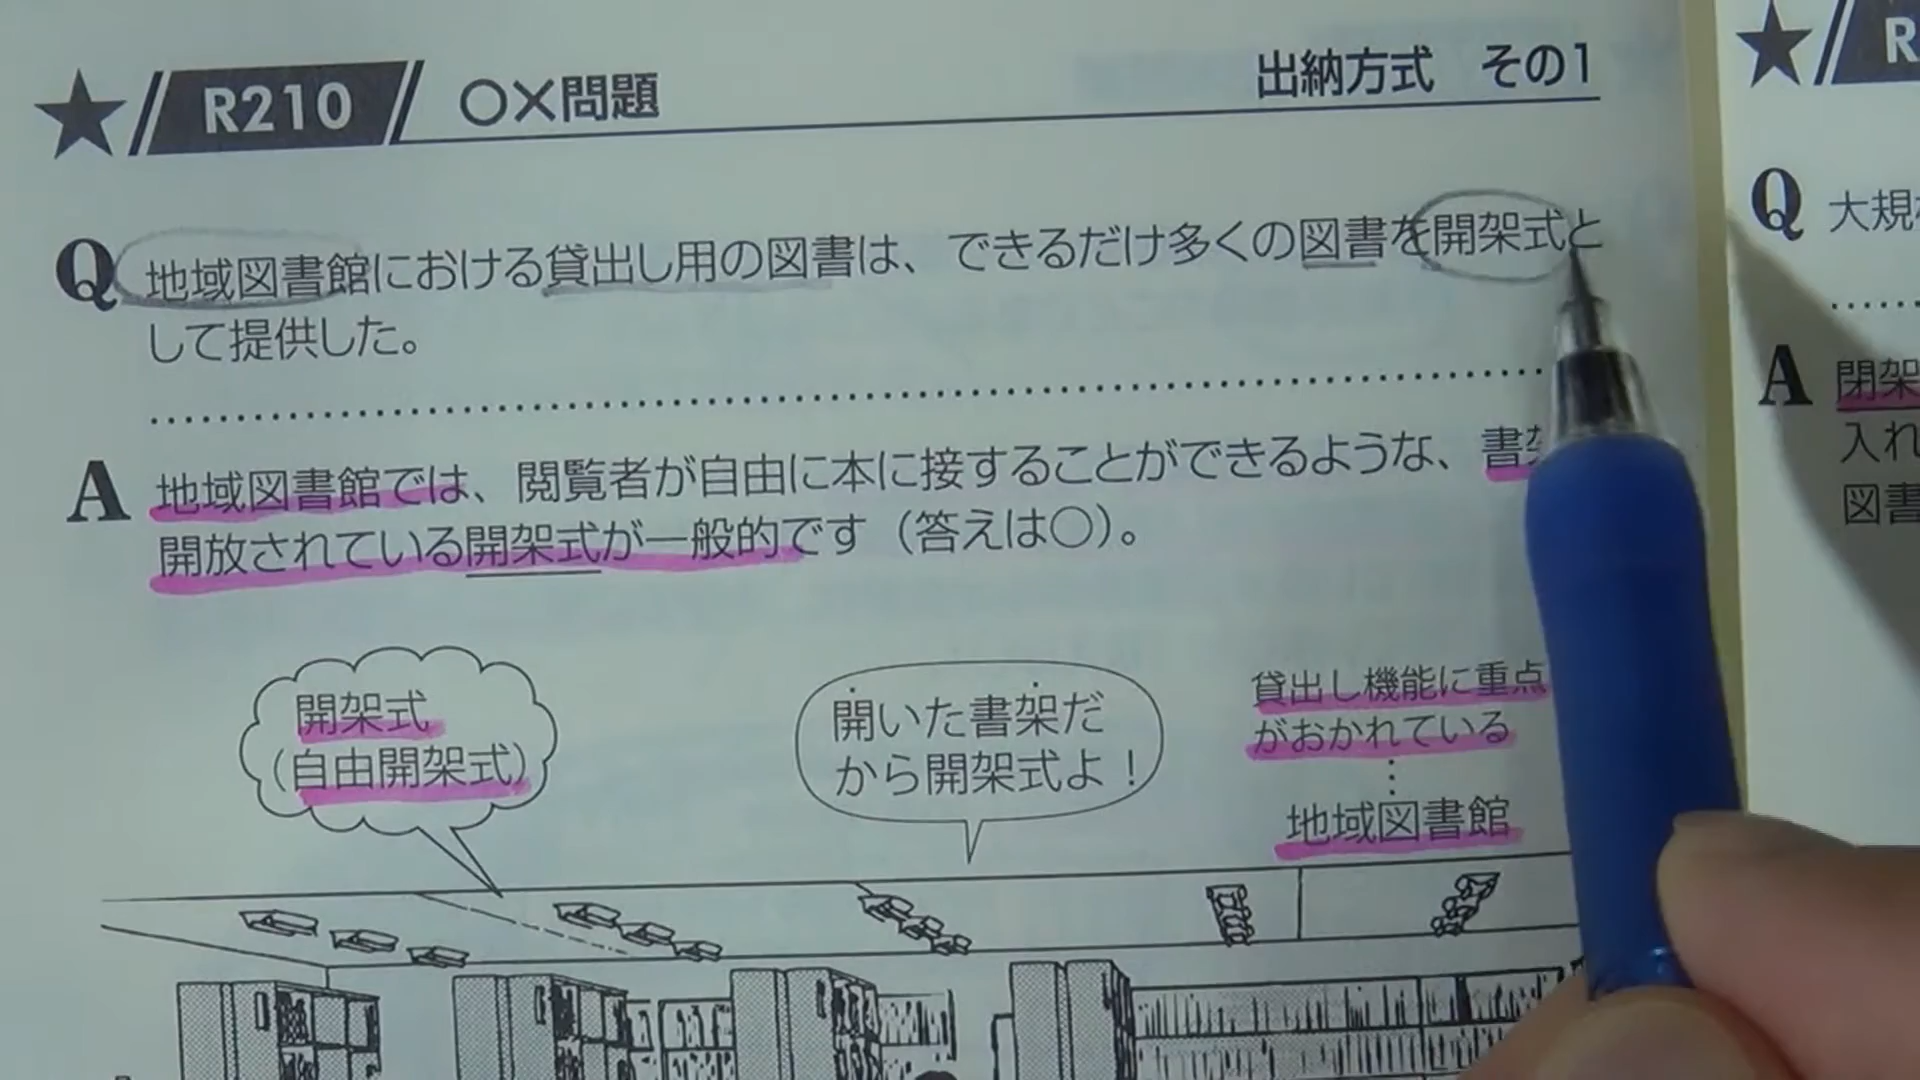 ★ R210 ○×問題 出納方式 その1
Q 地域図書館における貸出し用の図書は、できるだけ多くの図書を開架式と
して提供した。
A 地域図書館では、閲覧者が自由に本に接することができるような、書
開放されている開架式が一般的です（答えは○）。
開架式
（自由開架式）
開いた書架だ
から開架式よ！
貸出し機能に重点
がおかれている
⋮
地域図書館
★ R
Q 大規
A 閉架
入れ
図書